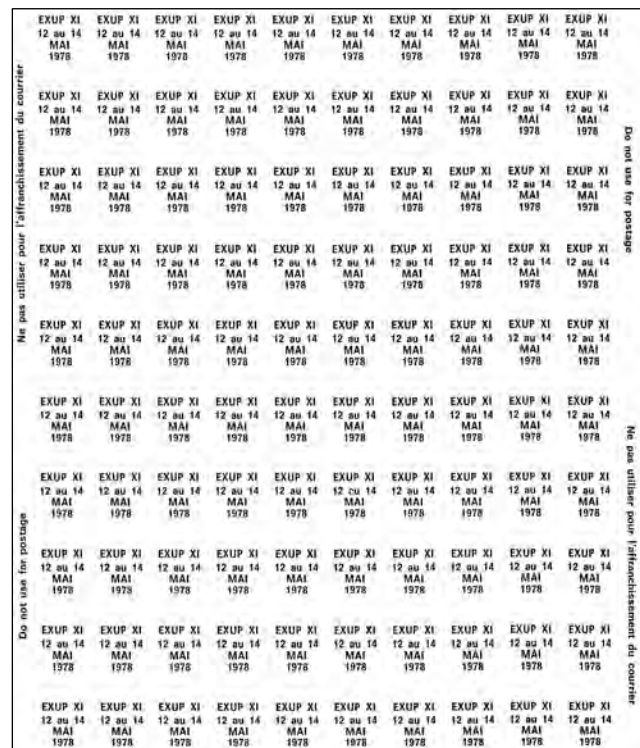 EXUP XI EXUP XI EXUP XI EXUP XI EXUP XI EXUP XI EXUP XI EXUP XI EXUP XI EXUP XI
12 au 14 12 au 14 12 au 14 12 au 14 12 au 14 12 au 14 12 au 14 12 au 14 12 au 14 12 au 14
MAI MAI MAI MAI MAI MAI MAI MAI MAI MAI
1978 1978 1978 1978 1978 1978 1978 1978 1978 1978
EXUP XI EXUP XI EXUP XI EXUP XI EXUP XI EXUP XI EXUP XI EXUP XI EXUP XI EXUP XI
12 au 14 12 au 14 12 au 14 12 au 14 12 au 14 12 au 14 12 au 14 12 au 14 12 au 14 12 au 14
MAI MAI MAI MAI MAI MAI MAI MAI MAI MAI
1978 1978 1978 1978 1978 1978 1978 1978 1978 1978
EXUP XI EXUP XI EXUP XI EXUP XI EXUP XI EXUP XI EXUP XI EXUP XI EXUP XI EXUP XI
12 au 14 12 au 14 12 au 14 12 au 14 12 au 14 12 au 14 12 au 14 12 au 14 12 au 14 12 au 14
MAI MAI MAI MAI MAI MAI MAI MAI MAI MAI
1978 1978 1978 1978 1978 1978 1978 1978 1978 1978
EXUP XI EXUP XI EXUP XI EXUP XI EXUP XI EXUP XI EXUP XI EXUP XI EXUP XI EXUP XI
12 au 14 12 au 14 12 au 14 12 au 14 12 au 14 12 au 14 12 au 14 12 au 14 12 au 14 12 au 14
MAI MAI MAI MAI MAI MAI MAI MAI MAI MAI
1978 1978 1978 1978 1978 1978 1978 1978 1978 1978
EXUP XI EXUP XI EXUP XI EXUP XI EXUP XI EXUP XI EXUP XI EXUP XI EXUP XI EXUP XI
12 au 14 12 au 14 12 au 14 12 au 14 12 au 14 12 au 14 12 au 14 12 au 14 12 au 14 12 au 14
MAI MAI MAI MAI MAI MAI MAI MAI MAI MAI
1978 1978 1978 1978 1978 1978 1978 1978 1978 1978
EXUP XI EXUP XI EXUP XI EXUP XI EXUP XI EXUP XI EXUP XI EXUP XI EXUP XI EXUP XI
12 au 14 12 au 14 12 au 14 12 au 14 12 au 14 12 au 14 12 au 14 12 au 14 12 au 14 12 au 14
MAI MAI MAI MAI MAI MAI MAI MAI MAI MAI
1978 1978 1978 1978 1978 1978 1978 1978 1978 1978
EXUP XI EXUP XI EXUP XI EXUP XI EXUP XI EXUP XI EXUP XI EXUP XI EXUP XI EXUP XI
12 au 14 12 au 14 12 au 14 12 au 14 12 au 14 12 cu 14 12 au 14 12 au 14 12 au 14 12 au 14
MAI MAI MAI MAI MAI MAI MAI MAI MAI MAI
1978 1978 1978 1978 1978 1978 1978 1978 1978 1978
EXUP XI EXUP XI EXUP XI EXUP XI EXUP XI EXUP XI EXUP XI EXUP XI EXUP XI EXUP XI
12 au 14 12 au 14 12 au 14 12 au 14 12 au 14 12 au 14 12 au 14 12 au 14 12 au 14 12 au 14
MAI MAI MAI MAI MAI MAI MAI MAI MAI MAI
1978 1978 1978 1978 1978 1978 1978 1978 1978 1978
EXUP XI EXUP XI EXUP XI EXUP XI EXUP XI EXUP XI EXUP XI EXUP XI EXUP XI EXUP XI
12 au 14 12 au 14 12 au 14 12 au 14 12 au 14 12 au 14 12 au 14 12 au 14 12 au 14 12 au 14
MAI MAI MAI MAI MAI MAI MAI MAI MAI MAI
1978 1978 1978 1978 1978 1978 1978 1978 1978 1978
EXUP XI EXUP XI EXUP XI EXUP XI EXUP XI EXUP XI EXUP XI EXUP XI EXUP XI EXUP XI
12 au 14 12 au 14 12 au 14 12 au 14 12 au 14 12 au 14 12 au 14 12 au 14 12 au 14 12 au 14
MAI MAI MAI MAI MAI MAI MAI MAI MAI MAI
1978 1978 1978 1978 1978 1978 1978 1978 1978 1978
Ne pas utiliser pour l'affranchissement du courrier
Do not use for postage
Do not use for postage
Ne pas utiliser pour l'affranchissement du courrier